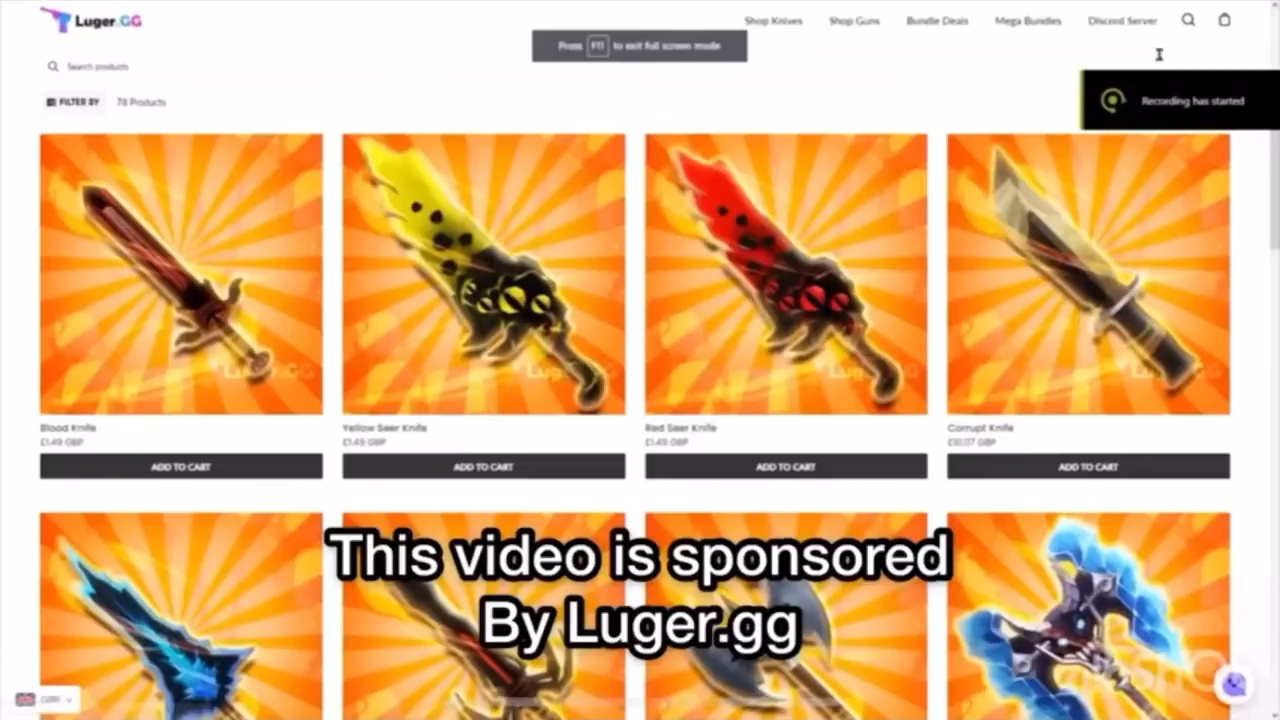 Luger.GG
Shop Knives
Shop Guns
Bundle Deals
Mega Bundles
Discord Server
Press F11 to exit full screen mode
Search products
FILTER BY
78 Products
Recording has started
Blood Knife
£1.49 GBP
ADD TO CART
Yellow Seer Knife
£1.49 GBP
ADD TO CART
Red Seer Knife
£1.49 GBP
ADD TO CART
Corrupt Knife
ADD TO CART
This video is sponsored
By Luger.gg
GBP